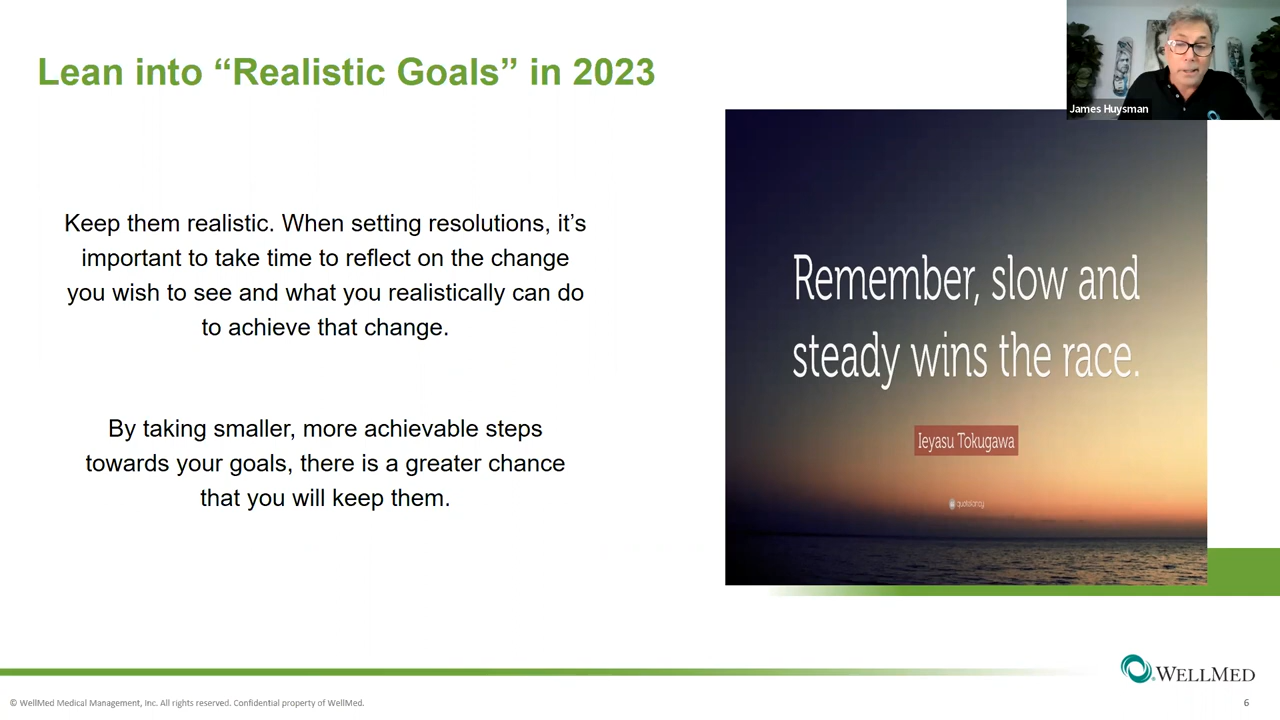 Lean into “Realistic Goals” in 2023
James Huysman
Keep them realistic. When setting resolutions, it’s
important to take time to reflect on the change
you wish to see and what you realistically can do
to achieve that change.
By taking smaller, more achievable steps
towards your goals, there is a greater chance
that you will keep them.
Remember, slow and
steady wins the race.
Ieyasu Tokugawa
quotefancy
WELLMED
© WellMed Medical Management, Inc. All rights reserved. Confidential property of WellMed.
6